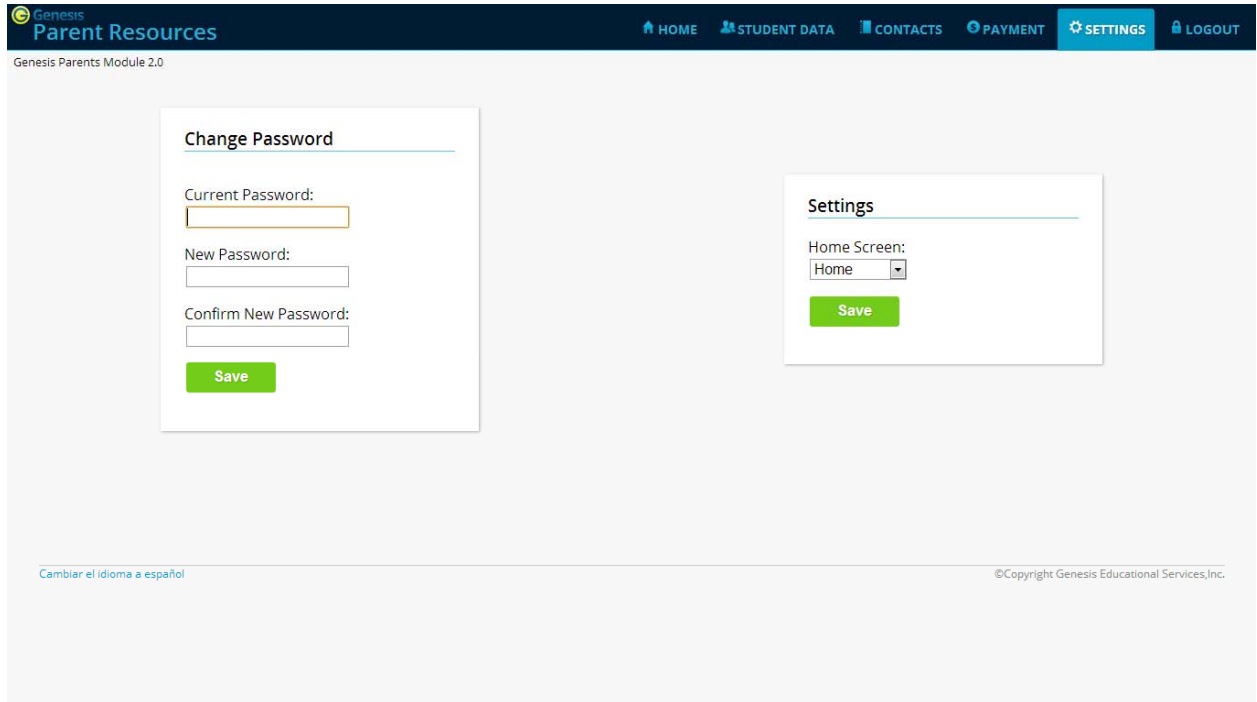 Genesis
Parent Resources
HOME STUDENT DATA CONTACTS PAYMENT SETTINGS LOGOUT
Genesis Parents Module 2.0
Change Password
Current Password:
New Password:
Confirm New Password:
Save
Settings
Home Screen:
Home
Save
Cambiar el idioma a español
©Copyright Genesis Educational Services,Inc.